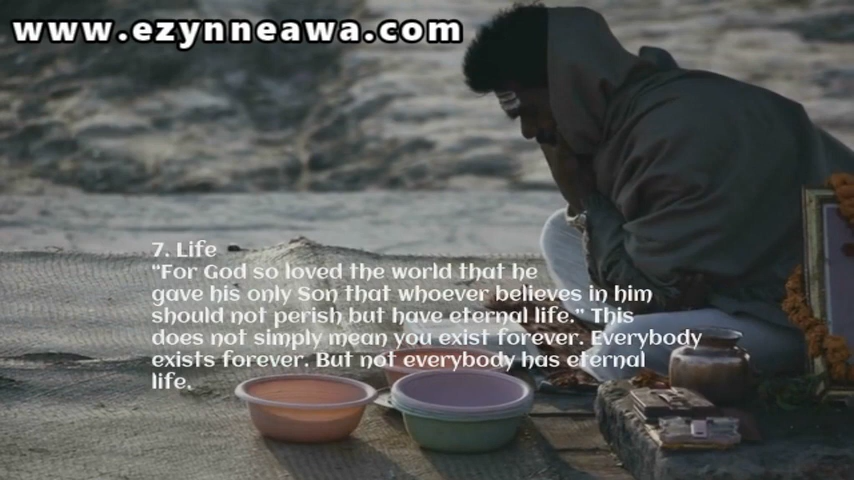 www.ezynneawa.com
7. Life
"For God so loved the world that he
gave his only Son that whoever believes in him
should not perish but have eternal life." This
does not simply mean you exist forever. Everybody
exists forever. But not everybody has eternal
life.